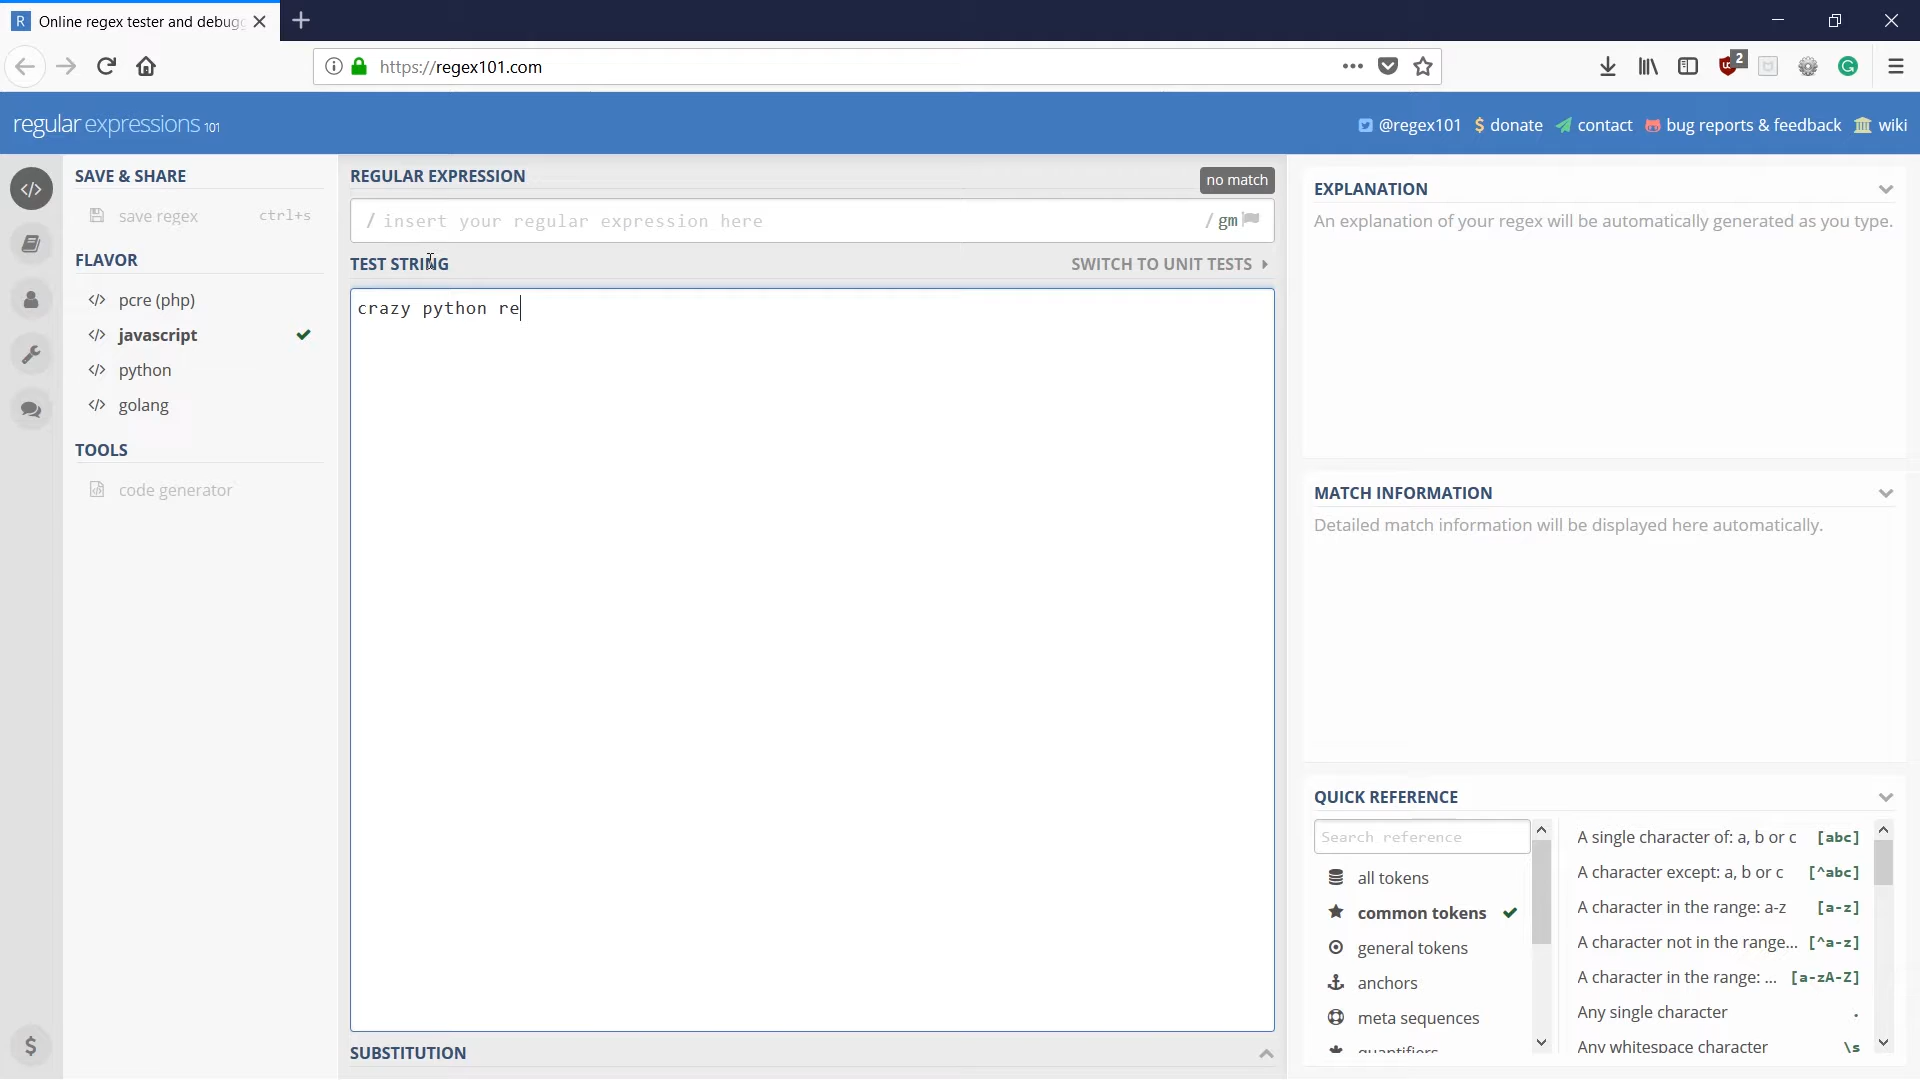 R Online regex tester and debugg
https://regex101.com
2
regular expressions 101
@regex101 $ donate contact bug reports & feedback wiki
SAVE & SHARE
save regex ctrl+s
FLAVOR
</> pcre (php)
</> javascript
</> python
</> golang
TOOLS
code generator
$
REGULAR EXPRESSION
no match
/ insert your regular expression here / gm
TEST STRING
SWITCH TO UNIT TESTS
crazy python re
SUBSTITUTION
EXPLANATION
An explanation of your regex will be automatically generated as you type.
MATCH INFORMATION
Detailed match information will be displayed here automatically.
QUICK REFERENCE
Search reference
all tokens
common tokens
general tokens
anchors
meta sequences
quantifiers
A single character of: a, b or c [abc]
A character except: a, b or c [^abc]
A character in the range: a-z [a-z]
A character not in the range... [^a-z]
A character in the range: ... [a-zA-Z]
Any single character .
Any whitespace character \s